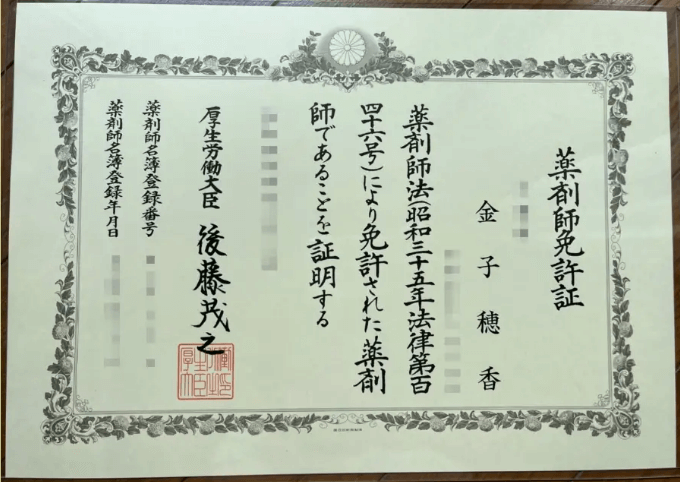 薬剤師免許証
金子穂香
薬剤師法(昭和三十五年法律第百
四十六号)により免許された薬剤
師であることを証明する
厚生労働大臣 後藤茂之
薬剤師名簿登録番号
薬剤師名簿登録年月日